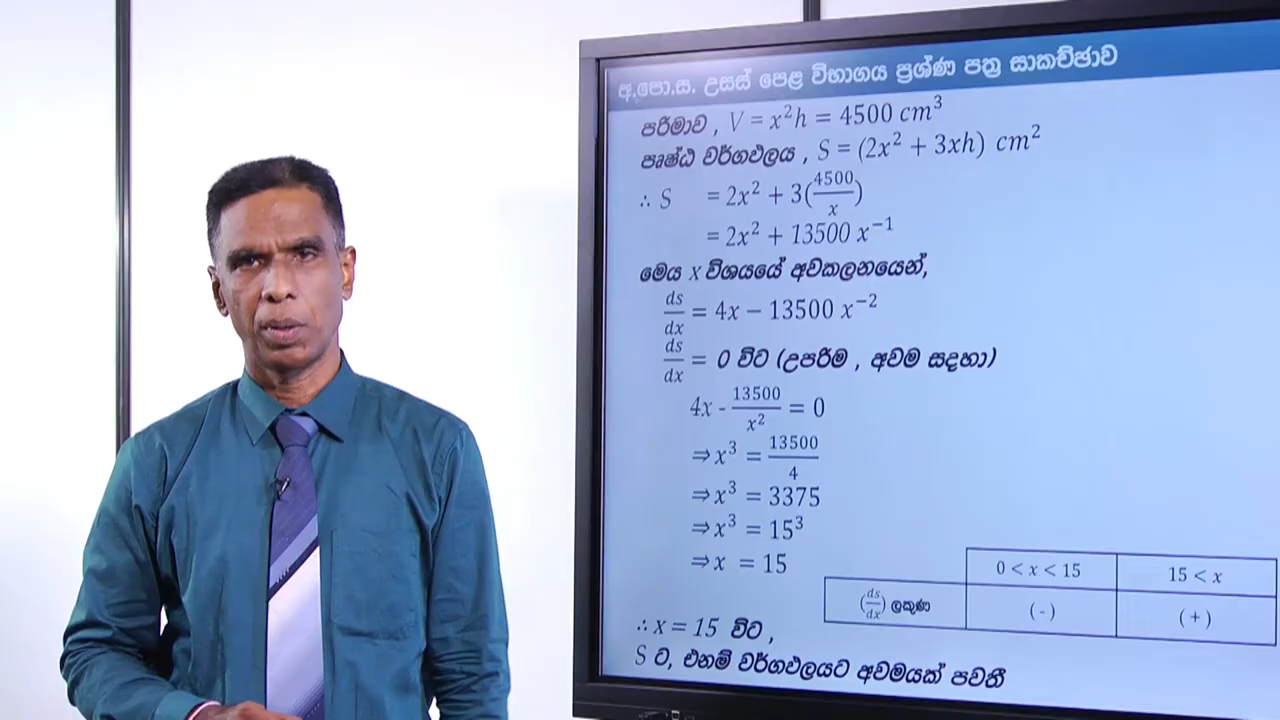 අ.පො.ස. උසස් පෙළ විභාගය ප්‍රශ්ණ පත්‍ර සාකච්ඡාව
පරිමාව , V = x²h = 4500 cm³
පෘෂ්ඨ වර්ගඵලය , S = (2x² + 3xh) cm²
∴ S = 2x² + 3(4500/x)
= 2x² + 13500 x⁻¹
මෙය x විශයයේ අවකලනයෙන්,
ds/dx = 4x − 13500 x⁻²
ds/dx = 0 විට (උපරිම , අවම සදහා)
4x - 13500/x² = 0
⇒x³ = 13500/4
⇒x³ = 3375
⇒x³ = 15³
⇒x = 15
0 < x < 15 15 < x
(ds/dx) ලකුණ (-) (+)
∴ x = 15 විට ,
S ට, එනම් වර්ගඵලයට අවමයක් පවතී